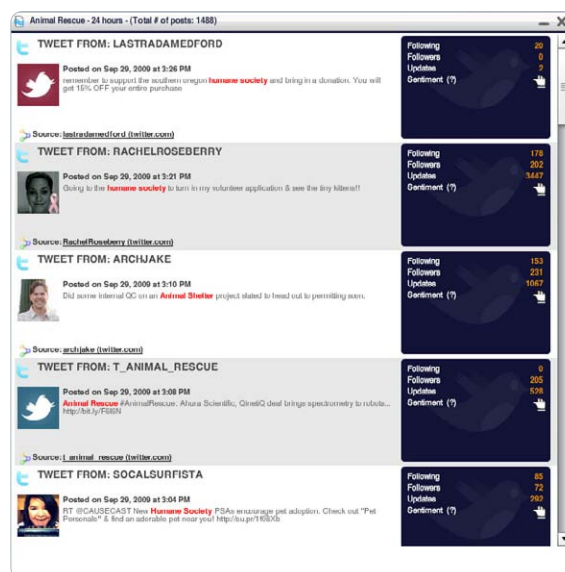 Animal Rescue - 24 hours - (Total # of posts: 1488)
TWEET FROM: LASTRADAMEDFORD
Posted on Sep 29, 2009 at 3:26 PM
remember to support the southern oregon humane society and bring in a donation. You will
get 15% OFF your entire purchase
Source: lastradamedford (twitter.com)
Following 20
Followers 0
Updates 2
Sentiment (?)
TWEET FROM: RACHELROSEBERRY
Posted on Sep 29, 2009 at 3:21 PM
Going to the humane society to turn in my volunteer application & see the tiny kittens!!!
Source: RachelRoseberry (twitter.com)
Following 178
Followers 202
Updates 3447
Sentiment (?)
TWEET FROM: ARCHJAKE
Posted on Sep 29, 2009 at 3:10 PM
Did some internal QC on an Animal Shelter project slated to head out to permitting soon.
Source: archjake (twitter.com)
Following 153
Followers 231
Updates 1067
Sentiment (?)
TWEET FROM: T_ANIMAL_RESCUE
Posted on Sep 29, 2009 at 3:08 PM
Animal Rescue #AnimalRescue: Ahura Scientific, QinetiQ deal brings spectrometry to robots...
Source: t_animal_rescue (twitter.com)
Following 0
Followers 205
Updates 528
Sentiment (?)
TWEET FROM: SOCALSURFISTA
Posted on Sep 29, 2009 at 3:04 PM
RT @CAUSECAST New Humane Society PSAs encourage pet adoption. Check out "Pet
Personals" & find an adorable pet near you!
Following 85
Followers 72
Updates 292
Sentiment (?)